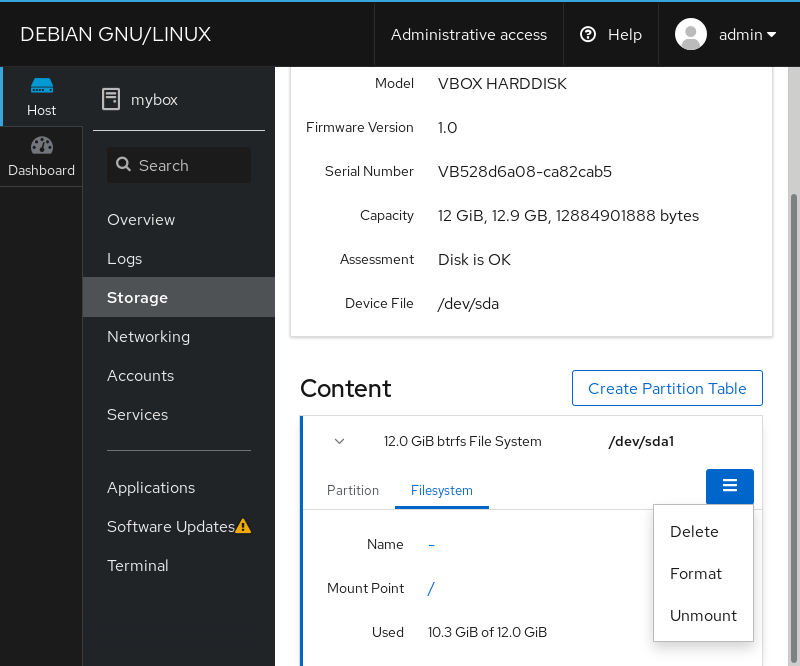 DEBIAN GNU/LINUX
Administrative access
Help
admin
Host
Dashboard
mybox
Search
Overview
Logs
Storage
Networking
Accounts
Services
Applications
Software Updates
Terminal
Model VBOX HARDDISK
Firmware Version 1.0
Serial Number VB528d6a08-ca82cab5
Capacity 12 GiB, 12.9 GB, 12884901888 bytes
Assessment Disk is OK
Device File /dev/sda
Content
Create Partition Table
12.0 GiB btrfs File System /dev/sda1
Partition Filesystem
Delete
Format
Unmount
Name -
Mount Point /
Used 10.3 GiB of 12.0 GiB